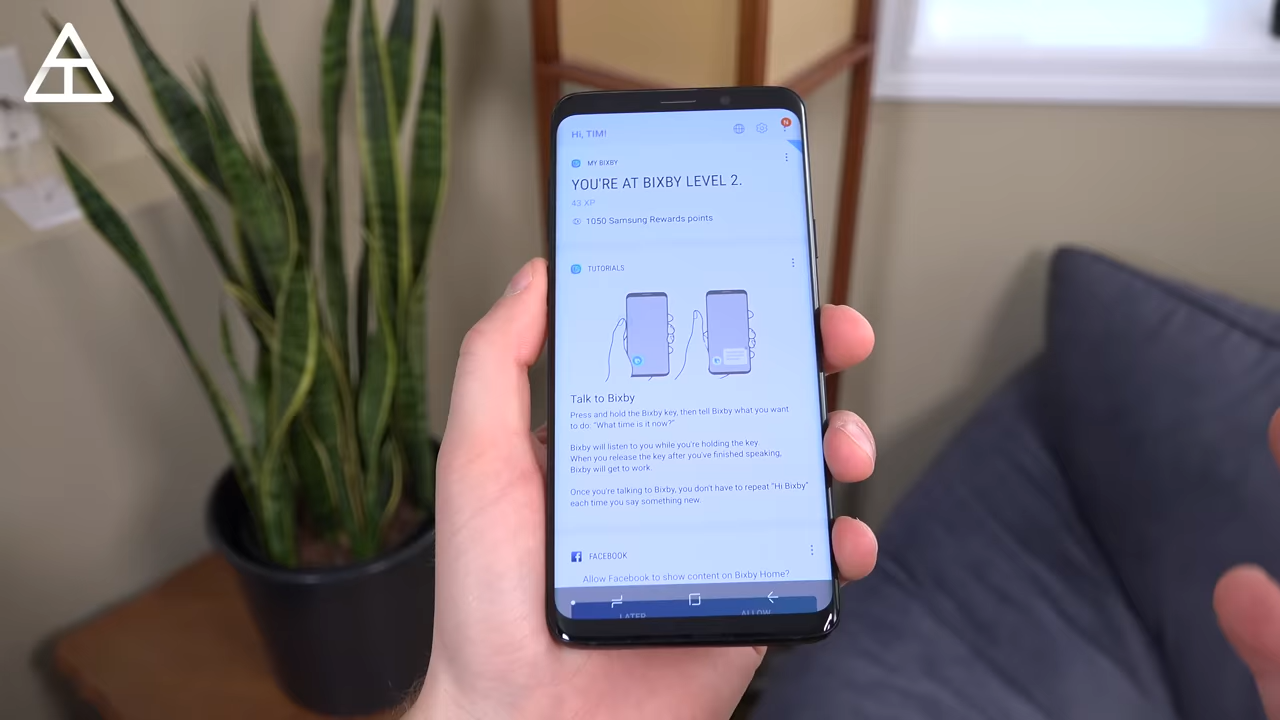 Hi, TIM!
N
MY BIXBY
YOU'RE AT BIXBY LEVEL 2.
43 XP
1050 Samsung Rewards points
TUTORIALS
Talk to Bixby
Press and hold the Bixby key, then tell Bixby what you want
to do. "What time is it now?"
Bixby will listen to you while you're holding the key.
When you release the key after you've finished speaking,
Bixby will get to work.
Once you're talking to Bixby, you don't have to repeat "Hi Bixby"
each time you say something new.
FACEBOOK
Allow Facebook to show content on Bixby Home?
LATER
ALLOW